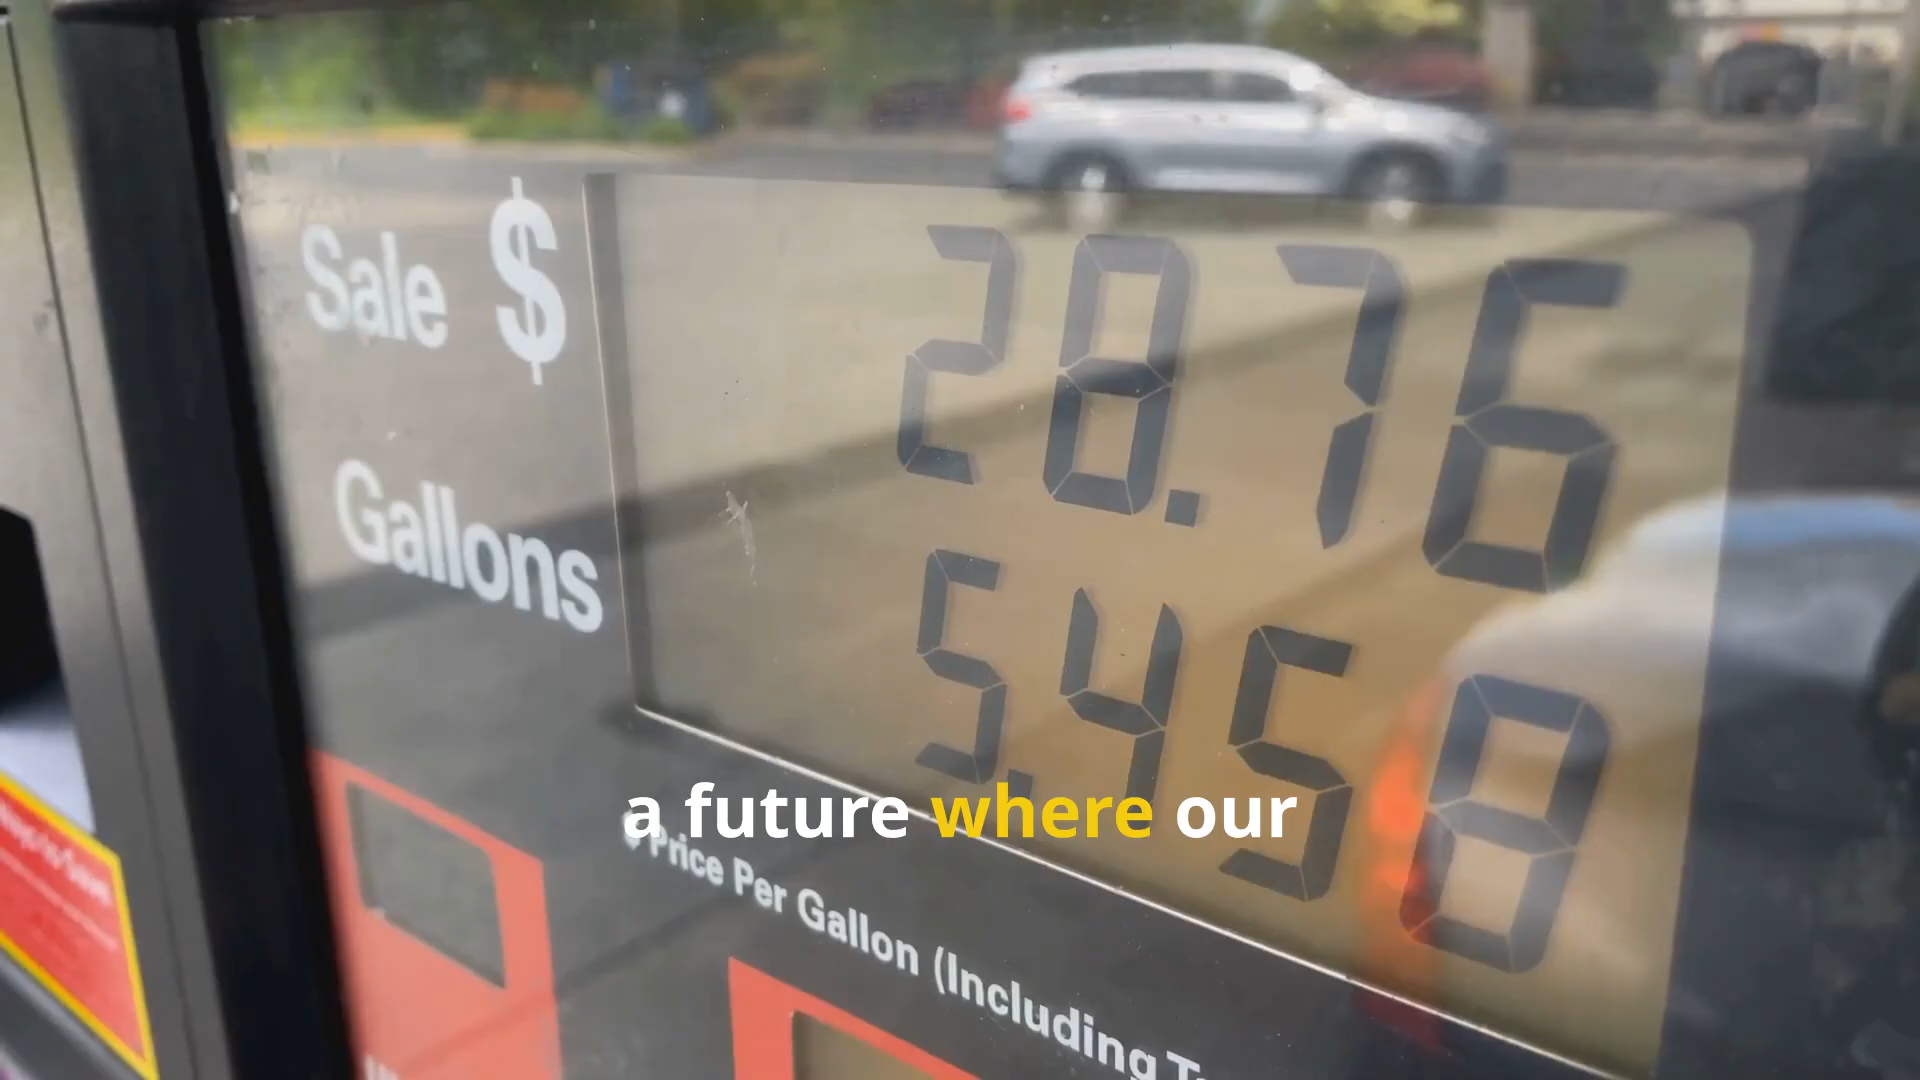 Sale $ 28.76
Gallons 5.458
a future where our
$ Price Per Gallon (Including